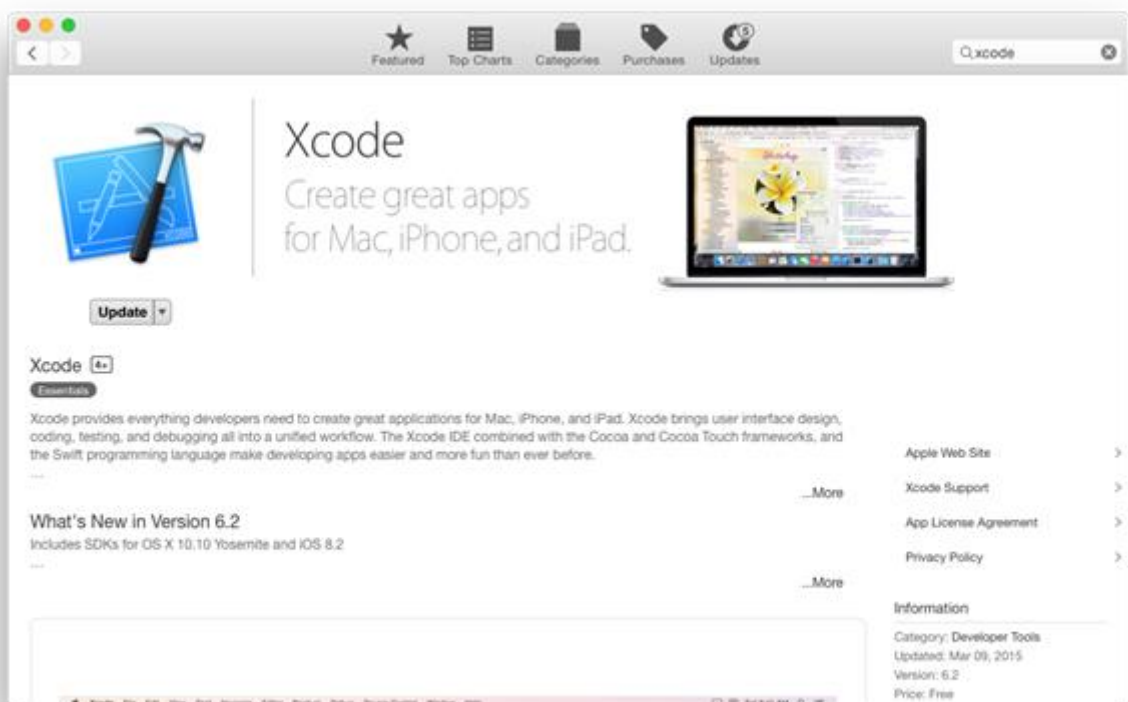 5
Featured Top Charts Categories Purchases Updates
xcode
Xcode
Create great apps
for Mac, iPhone, and iPad.
Update
Xcode 4+
Essentials
Xcode provides everything developers need to create great applications for Mac, iPhone, and iPad. Xcode brings user interface design,
coding, testing, and debugging all into a unified workflow. The Xcode IDE combined with the Cocoa and Cocoa Touch frameworks, and
the Swift programming language make developing apps easier and more fun than ever before.
...
...More
What's New in Version 6.2
Includes SDKs for OS X 10.10 Yosemite and iOS 8.2
...
...More
Apple Web Site
Xcode Support
App License Agreement
Privacy Policy
Information
Category: Developer Tools
Updated: Mar 09, 2015
Version: 6.2
Price: Free